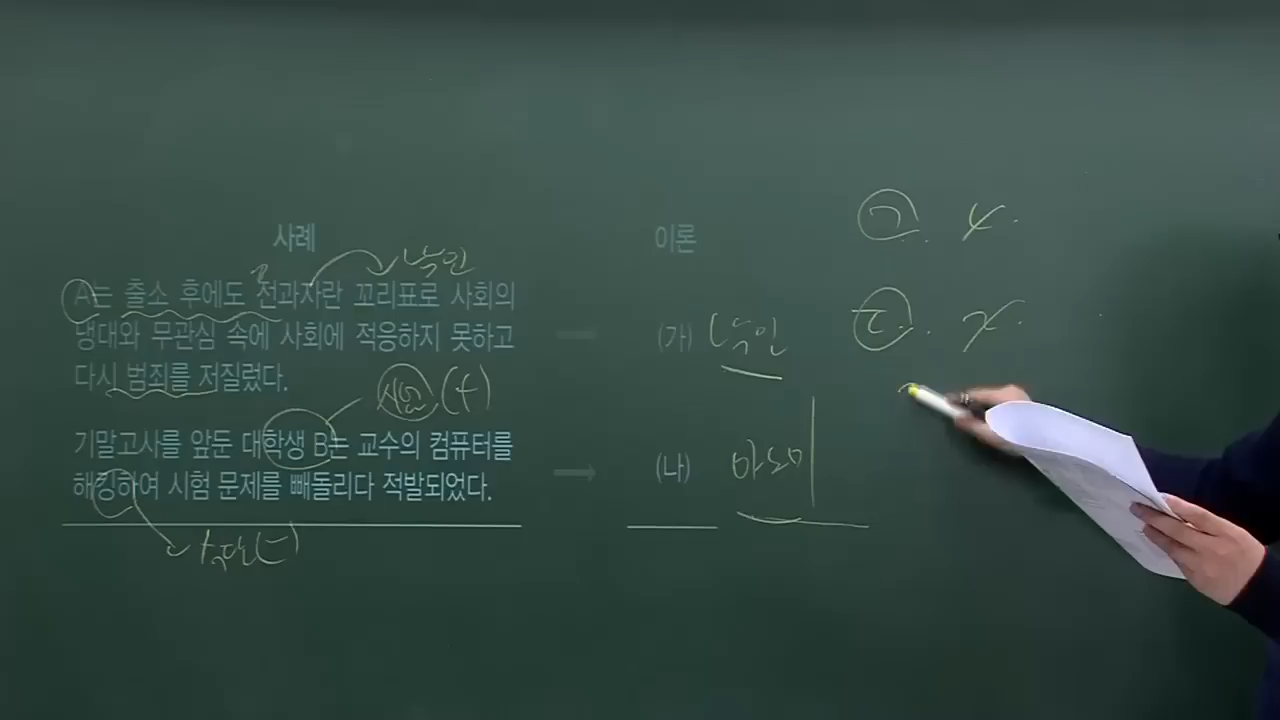 사례
이론
낙인
A는 출소 후에도 전과자란 꼬리표로 사회의
냉대와 무관심 속에 사회에 적응하지 못하고
다시 범죄를 저질렀다.
(가) 낙인
ㄱ. X.
ㄷ. X.
(+)
기말고사를 앞둔 대학생 B는 교수의 컴퓨터를
해킹하여 시험 문제를 빼돌리다 적발되었다.
(나) 아노미
수단(-)